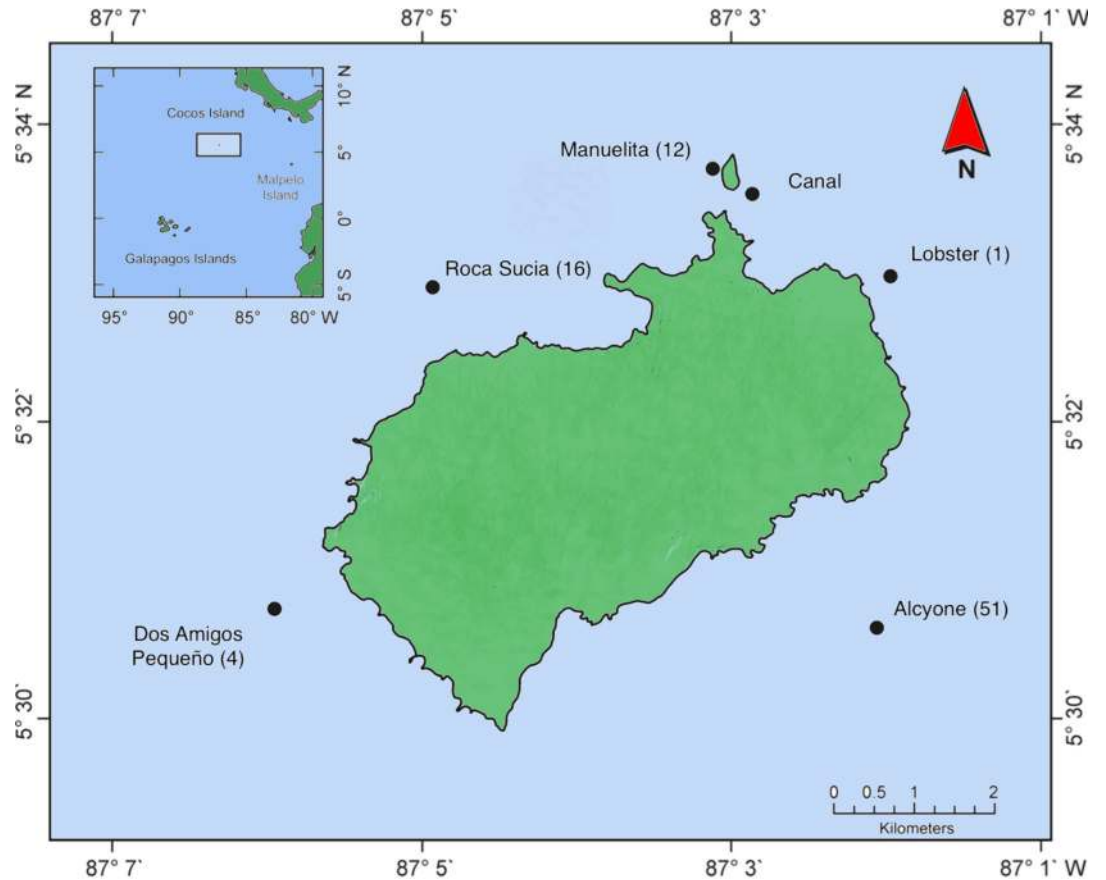 87° 7` 87° 5` 87° 3` 87° 1` W
5° 34` N
5° 32`
5° 30`
10° N
5°
0°
5° S
95° 90° 85° 80° W
Cocos Island
Malpelo
Island
Galapagos Islands
Manuelita (12)
Canal
N
Lobster (1)
Roca Sucia (16)
Alcyone (51)
Dos Amigos
Pequeño (4)
5° 34` N
5° 32`
5° 30`
0 0.5 1 2
Kilometers
87° 7` 87° 5` 87° 3` 87° 1` W